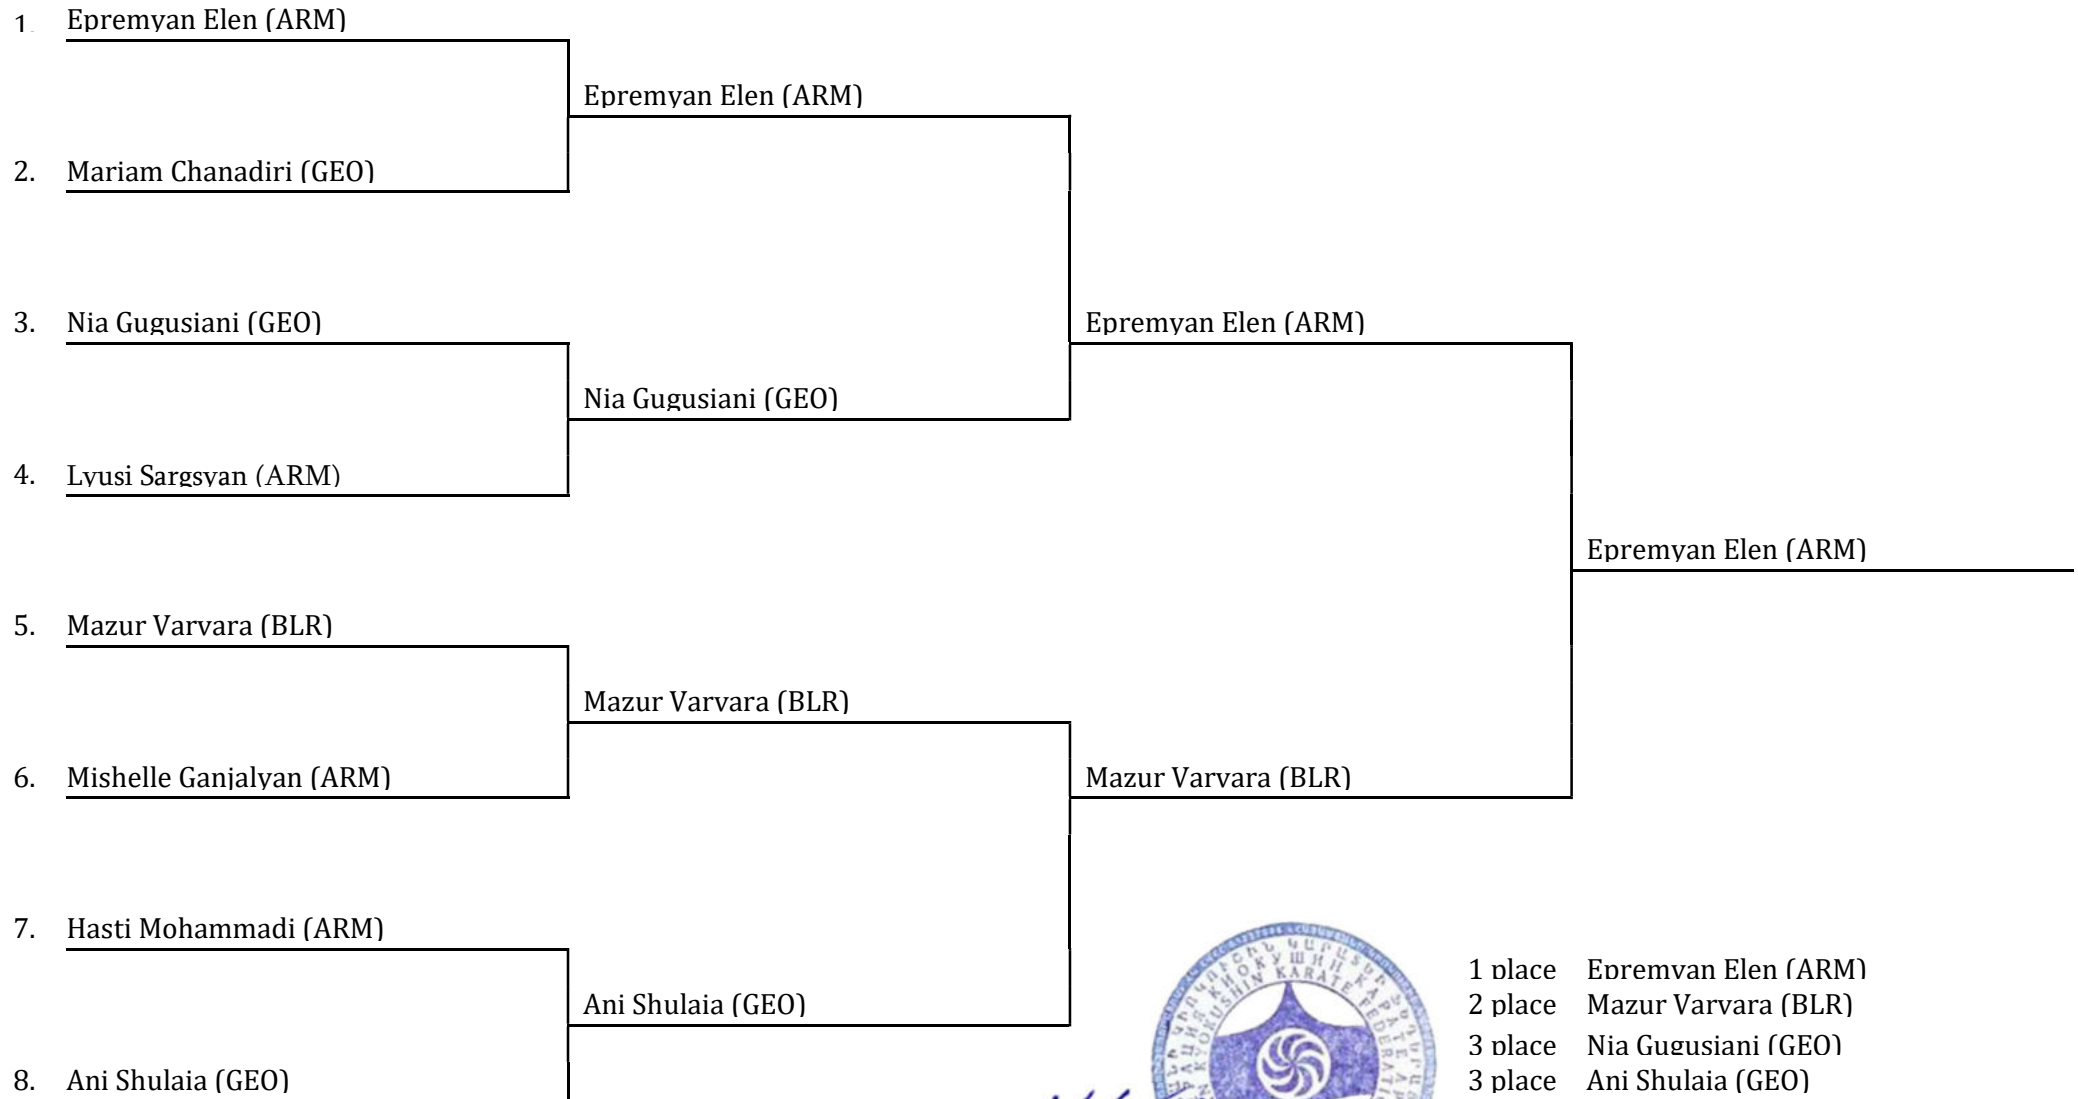 1. Epremyan Elen (ARM)
Epremyan Elen (ARM)
2. Mariam Chanadiri (GEO)
3. Nia Gugusiani (GEO)
Epremyan Elen (ARM)
Nia Gugusiani (GEO)
4. Lyusi Sargsyan (ARM)
Epremyan Elen (ARM)
5. Mazur Varvara (BLR)
Mazur Varvara (BLR)
6. Mishelle Ganjalyan (ARM)
Mazur Varvara (BLR)
7. Hasti Mohammadi (ARM)
Ani Shulaia (GEO)
8. Ani Shulaia (GEO)
KARATE
1 place Epremyan Elen (ARM)
2 place Mazur Varvara (BLR)
3 place Nia Gugusiani (GEO)
3 place Ani Shulaia (GEO)